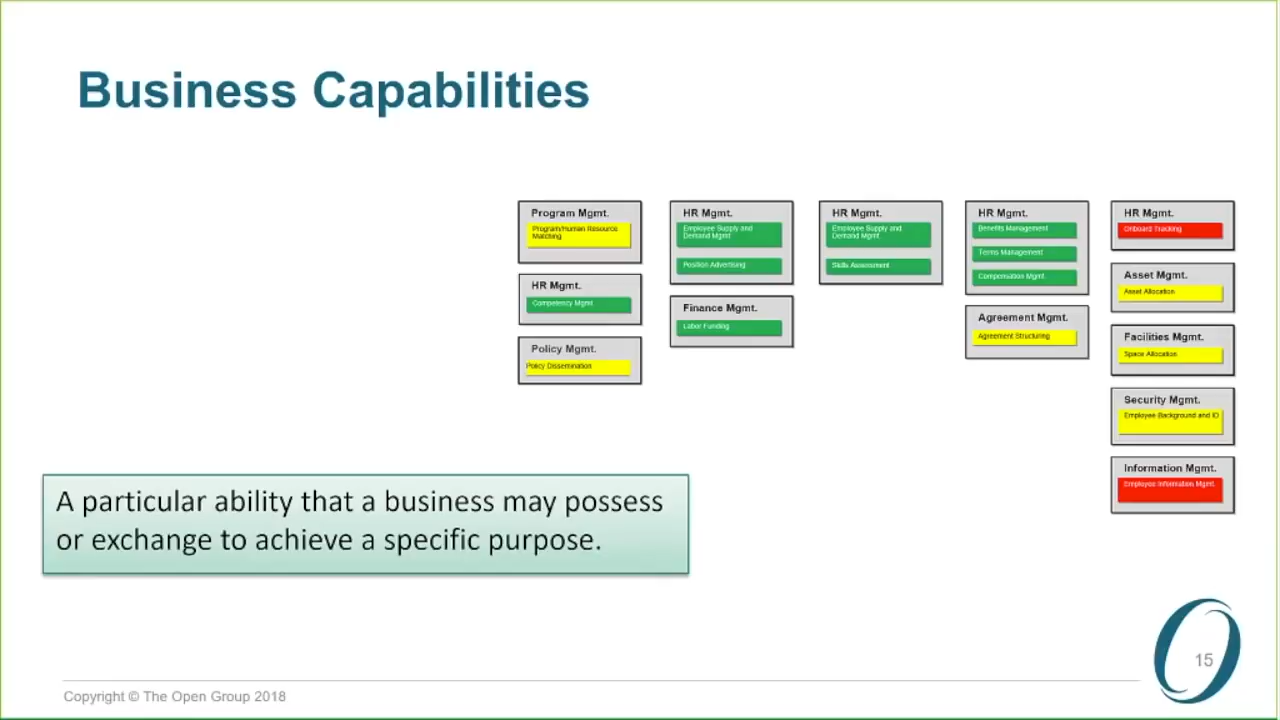 Business Capabilities
Program Mgmt.
Program/Human Resource
Matching
HR Mgmt.
Competency Mgmt
Policy Mgmt.
Policy Dissemination
HR Mgmt.
Employee Supply and
Demand Mgmt
Position Advertising
Finance Mgmt.
Labor Funding
HR Mgmt.
Employee Supply and
Demand Mgmt
Skills Assessment
HR Mgmt.
Benefits Management
Terms Management
Compensation Mgmt.
Agreement Mgmt.
Agreement Structuring
HR Mgmt.
Onboard Tracking
Asset Mgmt.
Asset Allocation
Facilities Mgmt.
Space Allocation
Security Mgmt.
Employee Background and ID
Information Mgmt.
Employee Information Mgmt.
A particular ability that a business may possess
or exchange to achieve a specific purpose.
15
Copyright © The Open Group 2018